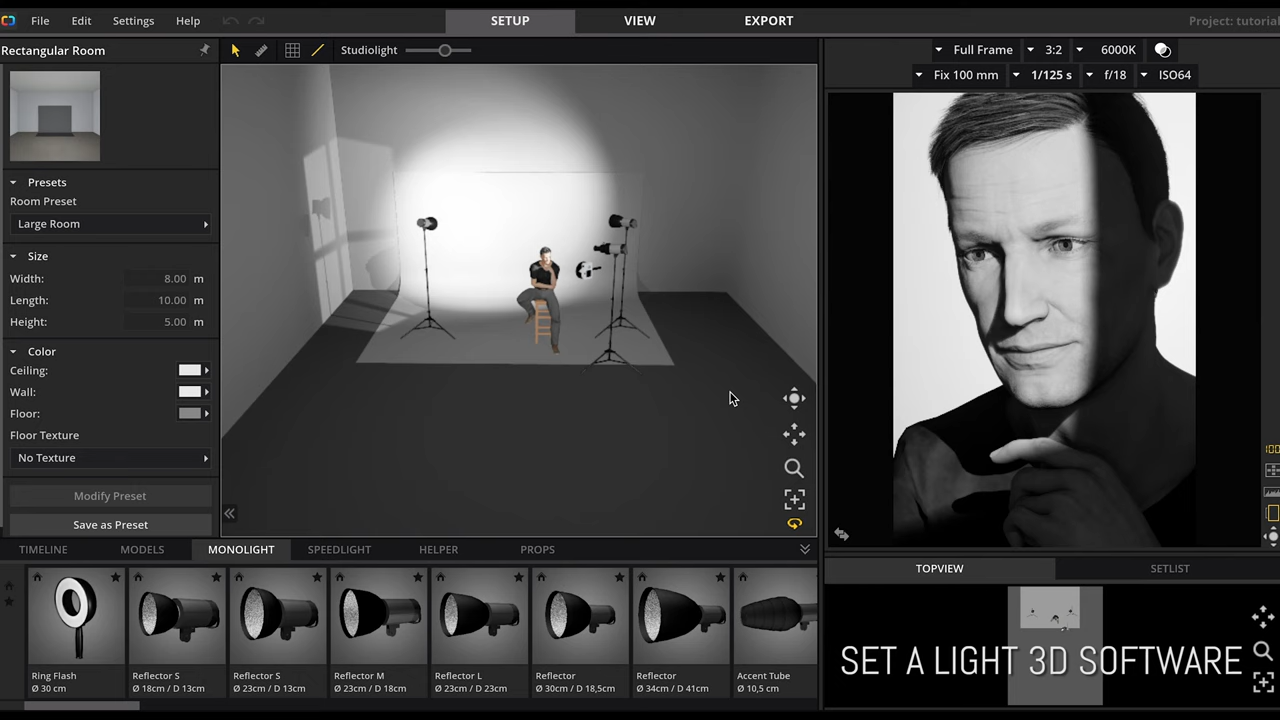 File Edit Settings Help
SETUP VIEW EXPORT
Project: tutorial
Rectangular Room
Studiolight
Full Frame 3:2 6000K
Fix 100 mm 1/125 s f/18 ISO64
Presets
Room Preset
Large Room
Size
Width: 8.00 m
Length: 10.00 m
Height: 5.00 m
Color
Ceiling:
Wall:
Floor:
Floor Texture
No Texture
Modify Preset
Save as Preset
TIMELINE MODELS MONOLIGHT SPEEDLIGHT HELPER PROPS
Ring Flash
Ø 30 cm
Reflector S
Ø 18cm / D 13cm
Reflector S
Ø 23cm / D 13cm
Reflector M
Ø 23cm / D 18cm
Reflector L
Ø 23cm / D 23cm
Reflector
Ø 30cm / D 18,5cm
Reflector
Ø 34cm / D 41cm
Accent Tube
Ø 10,5 cm
TOPVIEW SETLIST
SET A LIGHT 3D SOFTWARE